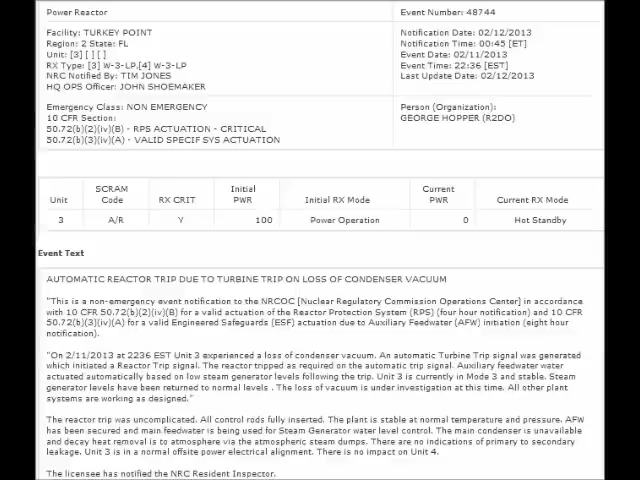 Power Reactor
Event Number: 48744
Facility: TURKEY POINT
Region: 2 State: FL
Unit: [3] [ ] [ ]
RX Type: [3] W-3-LP,[4] W-3-LP
NRC Notified By: TIM JONES
HQ OPS Officer: JOHN SHOEMAKER
Notification Date: 02/12/2013
Notification Time: 00:45 [ET]
Event Date: 02/11/2013
Event Time: 22:36 [EST]
Last Update Date: 02/12/2013
Emergency Class: NON EMERGENCY
10 CFR Section:
50.72(b)(2)(iv)(B) - RPS ACTUATION - CRITICAL
50.72(b)(3)(iv)(A) - VALID SPECIF SYS ACTUATION
Person (Organization):
GEORGE HOPPER (R2DO)
Unit SCRAM Code RX CRIT Initial PWR Initial RX Mode Current PWR Current RX Mode
3 A/R Y 100 Power Operation 0 Hot Standby
Event Text
AUTOMATIC REACTOR TRIP DUE TO TURBINE TRIP ON LOSS OF CONDENSER VACUUM
"This is a non-emergency event notification to the NRCOC [Nuclear Regulatory Commission Operations Center] in accordance
with 10 CFR 50.72(b)(2)(iv)(B) for a valid actuation of the Reactor Protection System (RPS) (four hour notification) and 10 CFR
50.72(b)(3)(iv)(A) for a valid Engineered Safeguards (ESF) actuation due to Auxiliary Feedwater (AFW) initiation (eight hour
notification).
"On 2/11/2013 at 2236 EST Unit 3 experienced a loss of condenser vacuum. An automatic Turbine Trip signal was generated
which initiated a Reactor Trip signal. The reactor tripped as required on the automatic trip signal. Auxiliary feedwater water
actuated automatically based on low steam generator levels following the trip. Unit 3 is currently in Mode 3 and stable. Steam
generator levels have been returned to normal levels . The loss of vacuum is under investigation at this time. All other plant
systems are working as designed."
The reactor trip was uncomplicated. All control rods fully inserted. The plant is stable at normal temperature and pressure. AFW
has been secured and main feedwater is being used for Steam Generator water level control. The main condenser is unavailable
and decay heat removal is to atmosphere via the atmospheric steam dumps. There are no indications of primary to secondary
leakage. Unit 3 is in a normal offsite power electrical alignment. There is no impact on Unit 4.
The licensee has notified the NRC Resident Inspector.